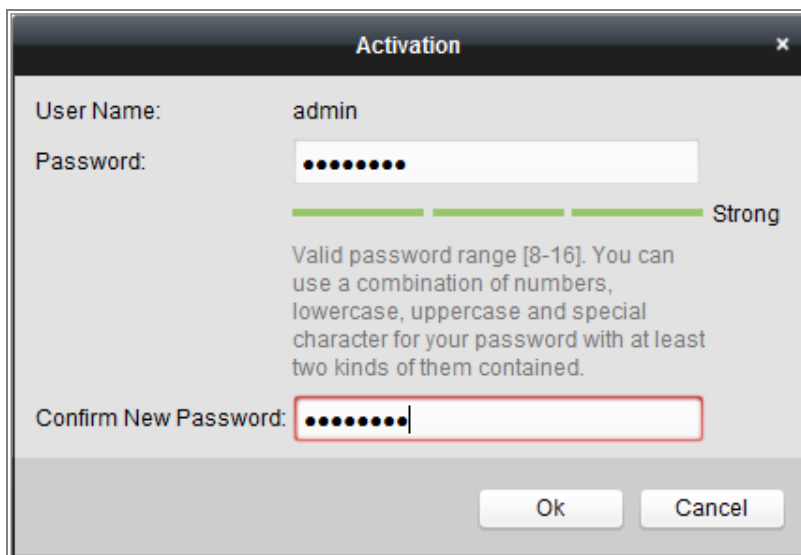 Activation ×
User Name: admin
Password: ••••••••
Strong
Valid password range [8-16]. You can
use a combination of numbers,
lowercase, uppercase and special
character for your password with at least
two kinds of them contained.
Confirm New Password: ••••••••
Ok Cancel